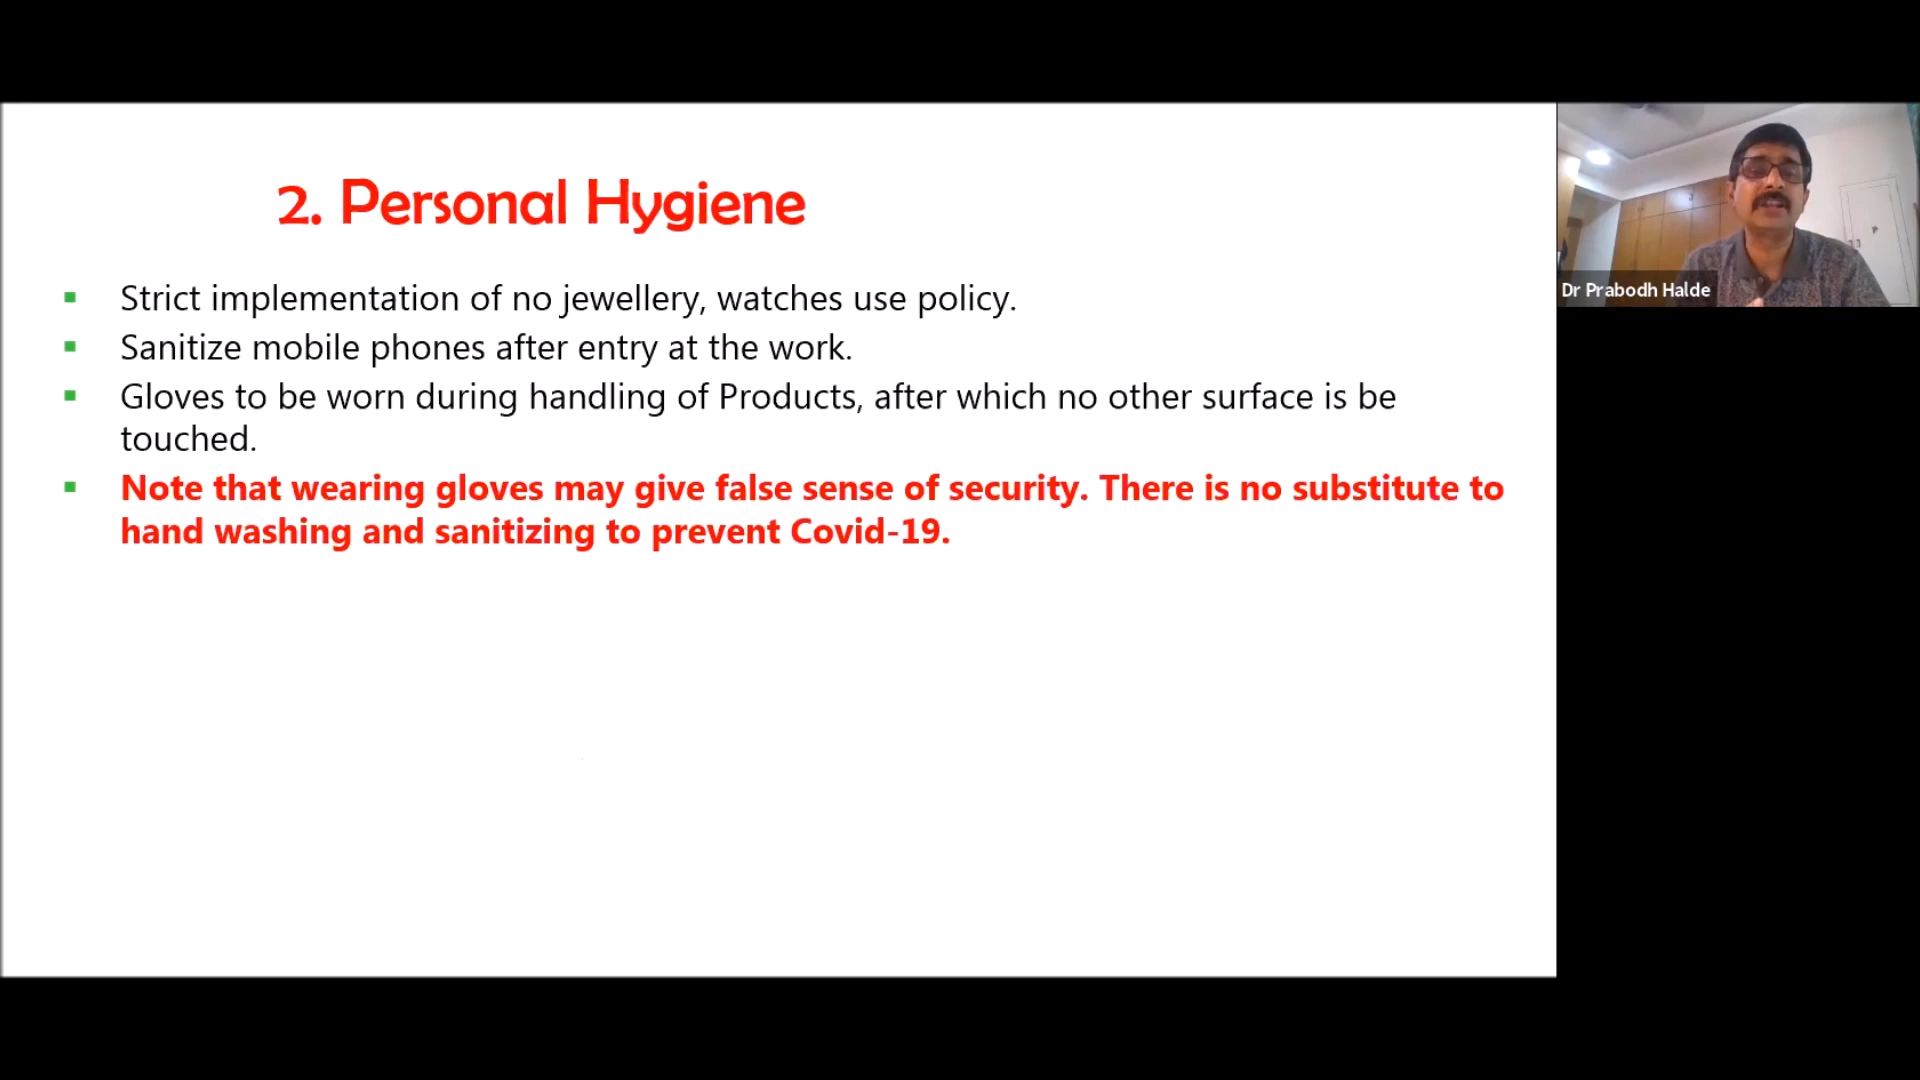 2. Personal Hygiene
Strict implementation of no jewellery, watches use policy.
Sanitize mobile phones after entry at the work.
Gloves to be worn during handling of Products, after which no other surface is be
touched.
Note that wearing gloves may give false sense of security. There is no substitute to
hand washing and sanitizing to prevent Covid-19.
Dr Prabodh Halde